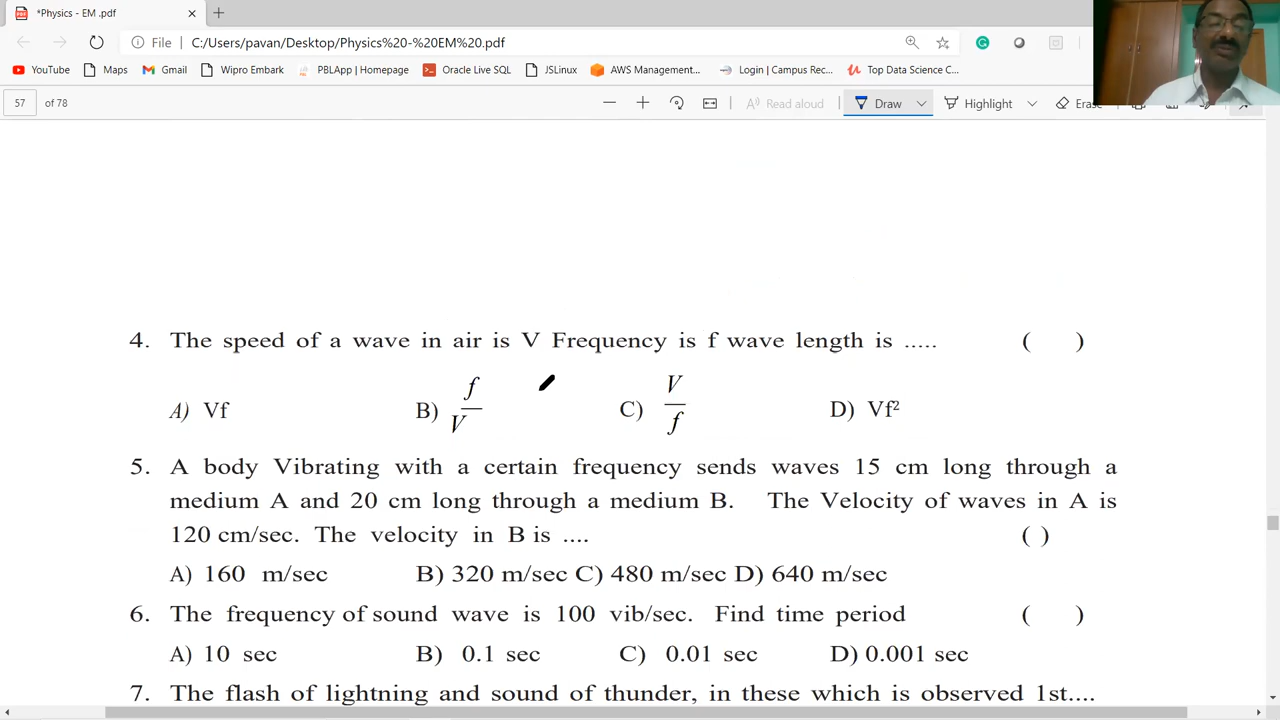 *Physics - EM .pdf
File C:/Users/pavan/Desktop/Physics%20-%20EM%20.pdf
YouTube Maps Gmail Wipro Embark PBLApp | Homepage Oracle Live SQL JSLinux AWS Management... Login | Campus Rec... Top Data Science C...
57 of 78 Read aloud Draw Highlight Erase
4. The speed of a wave in air is V Frequency is f wave length is ..... ( )
A) Vf B) f/V C) V/f D) Vf²
5. A body Vibrating with a certain frequency sends waves 15 cm long through a
medium A and 20 cm long through a medium B. The Velocity of waves in A is
120 cm/sec. The velocity in B is .... ( )
A) 160 m/sec B) 320 m/sec C) 480 m/sec D) 640 m/sec
6. The frequency of sound wave is 100 vib/sec. Find time period ( )
A) 10 sec B) 0.1 sec C) 0.01 sec D) 0.001 sec
7. The flash of lightning and sound of thunder, in these which is observed 1st....